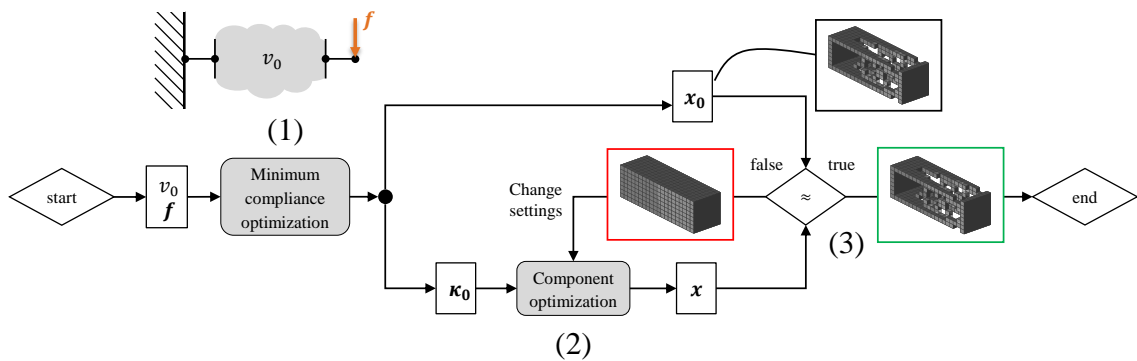 f
v₀
(1)
x₀
start
v₀
f
Minimum
compliance
optimization
Change
settings
false
true
≈
(3)
end
κ₀
Component
optimization
x
(2)